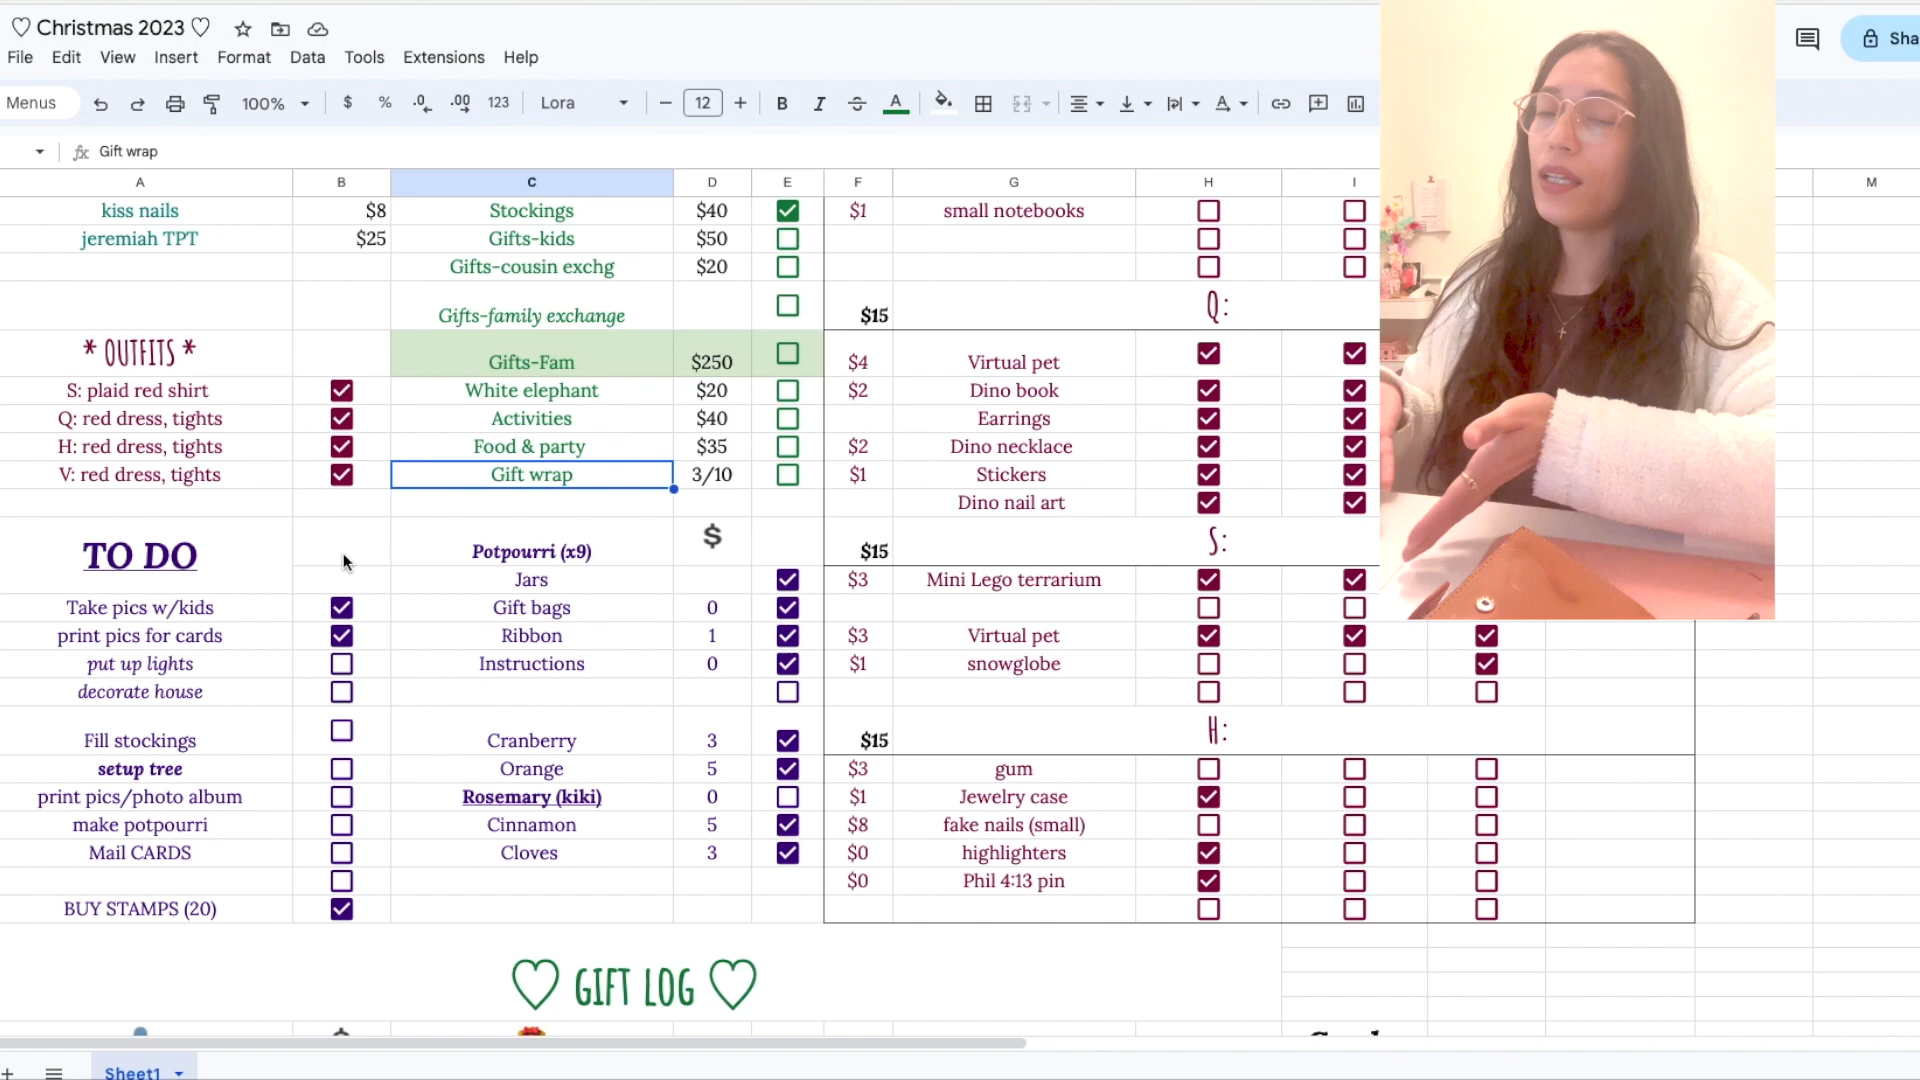 ♡ Christmas 2023 ♡
Sha
File Edit View Insert Format Data Tools Extensions Help
Menus 100% $ % .0 .00 123 Lora 12 B I A
fx Gift wrap
A B C D E F G H I M
kiss nails $8 Stockings $40 $1 small notebooks
jeremiah TPT $25 Gifts-kids $50
Gifts-cousin exchg $20
Gifts-family exchange $15 Q:
* OUTFITS * Gifts-Fam $250 $4 Virtual pet
S: plaid red shirt White elephant $20 $2 Dino book
Q: red dress, tights Activities $40 Earrings
H: red dress, tights Food & party $35 $2 Dino necklace
V: red dress, tights Gift wrap 3/10 $1 Stickers
Dino nail art
TO DO Potpourri (x9) $ $15 S:
Jars $3 Mini Lego terrarium
Take pics w/kids Gift bags 0
print pics for cards Ribbon 1 $3 Virtual pet
put up lights Instructions 0 $1 snowglobe
decorate house
Fill stockings Cranberry 3 $15 H:
setup tree Orange 5 $3 gum
print pics/photo album Rosemary (kiki) 0 $1 Jewelry case
make potpourri Cinnamon 5 $8 fake nails (small)
Mail CARDS Cloves 3 $0 highlighters
$0 Phil 4:13 pin
BUY STAMPS (20)
♡ GIFT LOG ♡
Sheet1